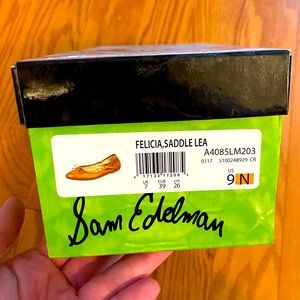 FELICIA,SADDLE LEA
A4085LM203
0117 5100248929 CR
UK EUR cm
7 39 26
US
9 N
Sam Edelman